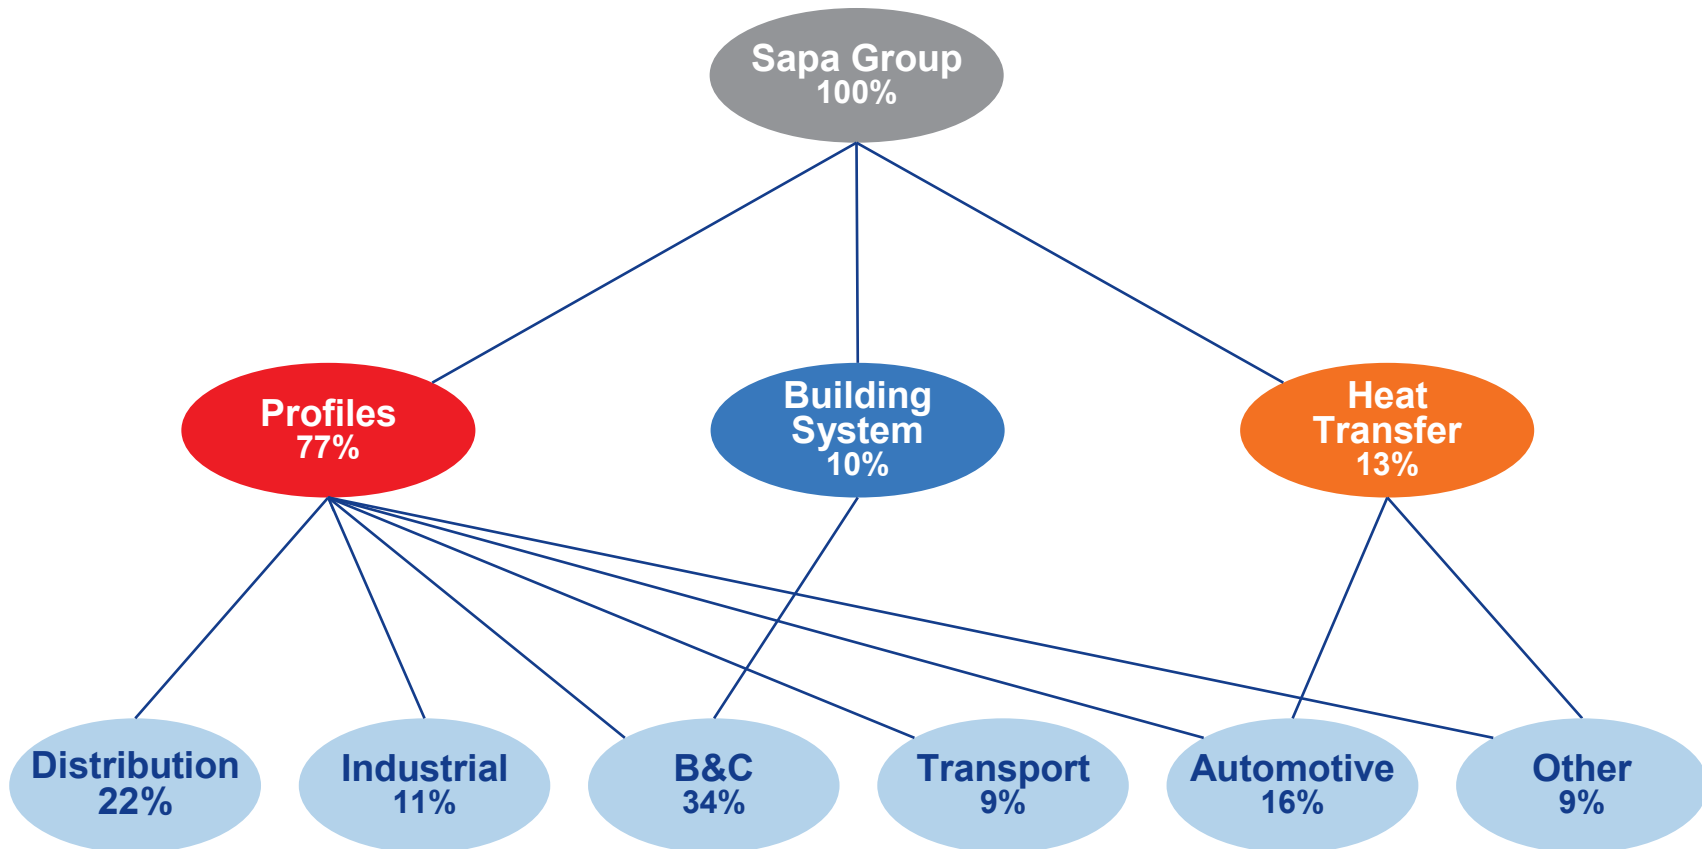 Sapa Group
100%
Profiles
77%
Building
System
10%
Heat
Transfer
13%
Distribution
22%
Industrial
11%
B&C
34%
Transport
9%
Automotive
16%
Other
9%